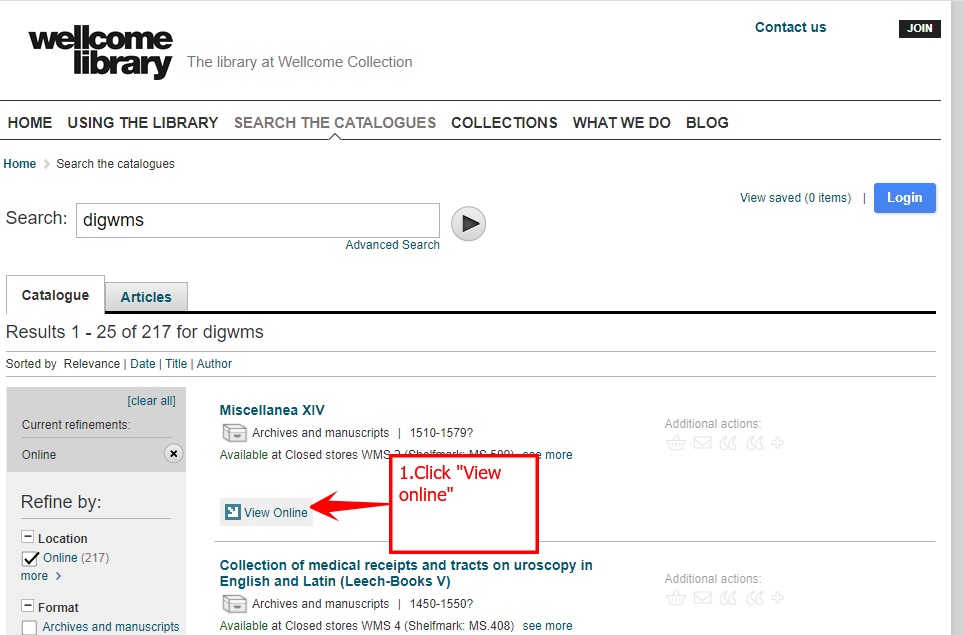 wellcome
library
The library at Wellcome Collection
Contact us
JOIN
HOME USING THE LIBRARY SEARCH THE CATALOGUES COLLECTIONS WHAT WE DO BLOG
Home Search the catalogues
View saved (0 items) | Login
Search: digwms
Advanced Search
Catalogue Articles
Results 1 - 25 of 217 for digwms
Sorted by Relevance | Date | Title | Author
[clear all]
Current refinements:
Online
Refine by:
Location
Online (217)
more
Format
Archives and manuscripts
Miscellanea XIV
Archives and manuscripts | 1510-1579?
Available at Closed stores WMS see more
View Online
1.Click "View
online"
Additional actions:
Collection of medical receipts and tracts on uroscopy in
English and Latin (Leech-Books V)
Archives and manuscripts | 1450-1550?
Available at Closed stores WMS 4 (Shelfmark: MS.408) see more
Additional actions: